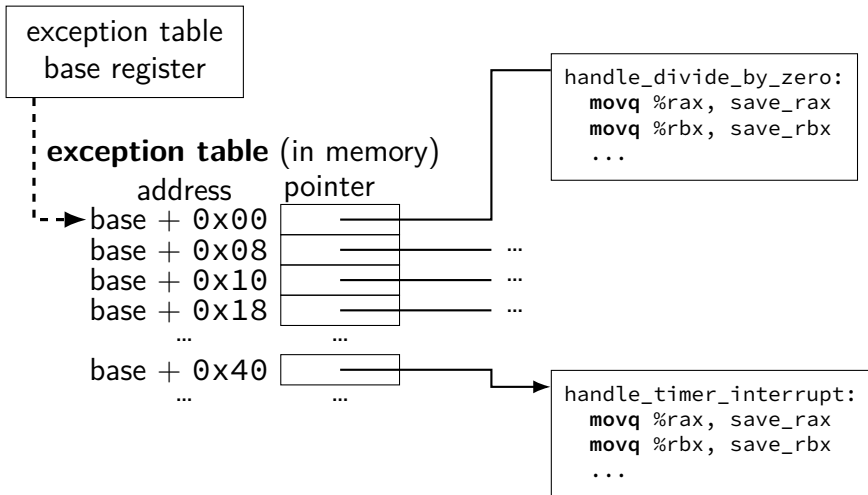 exception table
base register
handle_divide_by_zero:
movq %rax, save_rax
movq %rbx, save_rbx
...
exception table (in memory)
address pointer
base + 0x00
base + 0x08 ...
base + 0x10 ...
base + 0x18 ...
... ...
base + 0x40
... ...
handle_timer_interrupt:
movq %rax, save_rax
movq %rbx, save_rbx
...